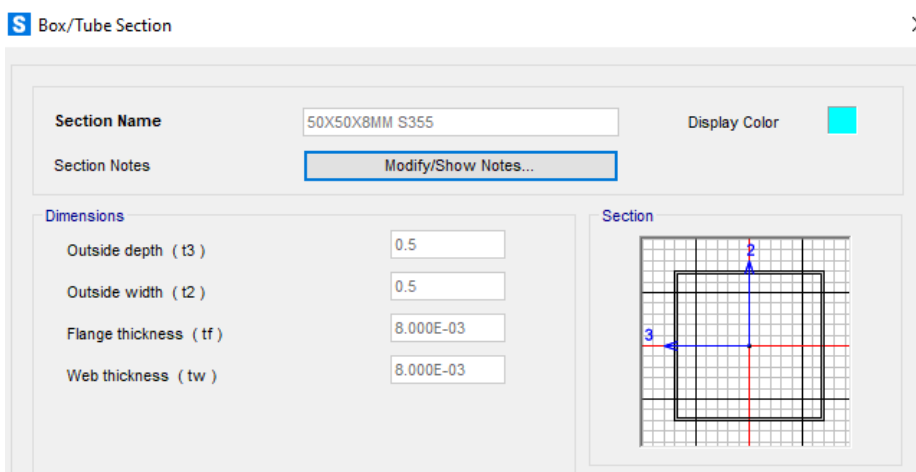 S Box/Tube Section
Section Name 50X50X8MM S355 Display Color
Section Notes Modify/Show Notes...
Dimensions
Outside depth ( t3 ) 0.5
Outside width ( t2 ) 0.5
Flange thickness ( tf ) 8.000E-03
Web thickness ( tw ) 8.000E-03
Section
2
3